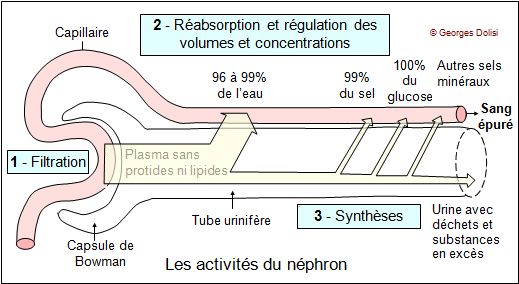 2 - Réabsorption et régulation des
volumes et concentrations
© Georges Dolisi
Capillaire
96 à 99%
de l'eau
99%
du sel
100%
du
glucose
Autres sels
minéraux
Sang
épuré
1 - Filtration
Plasma sans
protides ni lipides
Tube urinifère
3 - Synthèses
Capsule de
Bowman
Urine avec
déchets et
substances
en excès
Les activités du néphron